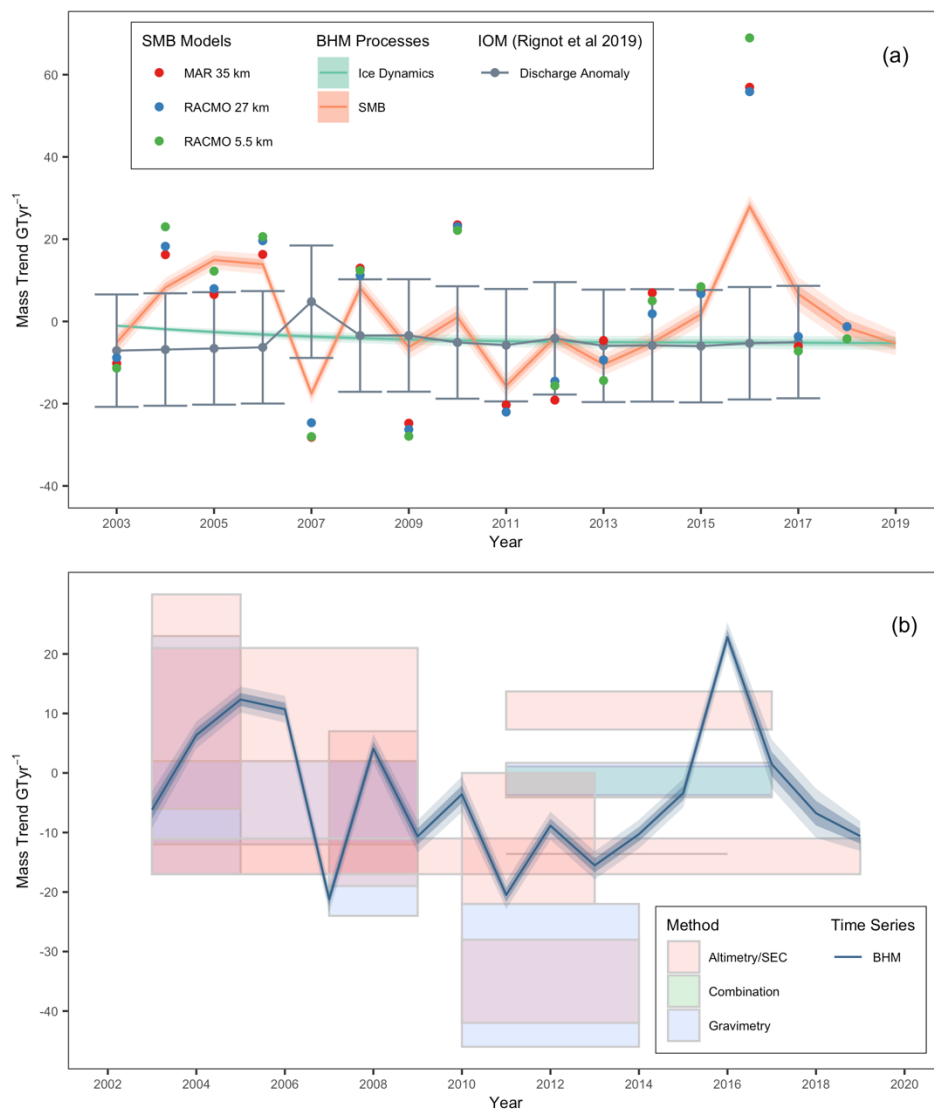 (a)
SMB Models BHM Processes IOM (Rignot et al 2019)
MAR 35 km Ice Dynamics Discharge Anomaly
RACMO 27 km SMB
RACMO 5.5 km
Mass Trend GTyr⁻¹
60
40
20
0
-20
-40
2003 2005 2007 2009 2011 2013 2015 2017 2019
Year
(b)
Mass Trend GTyr⁻¹
20
10
0
-10
-20
-30
-40
Method Time Series
Altimetry/SEC BHM
Combination
Gravimetry
2002 2004 2006 2008 2010 2012 2014 2016 2018 2020
Year